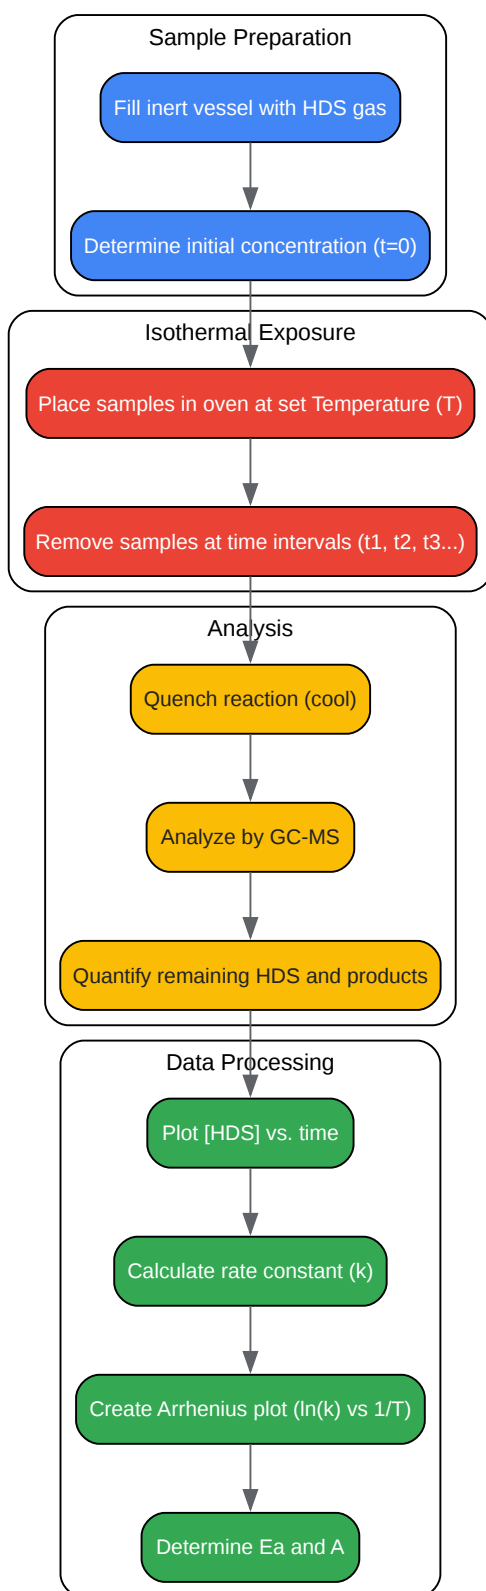 Sample Preparation
Fill inert vessel with HDS gas
Determine initial concentration (t=0)
Isothermal Exposure
Place samples in oven at set Temperature (T)
Remove samples at time intervals (t1, t2, t3...)
Analysis
Quench reaction (cool)
Analyze by GC-MS
Quantify remaining HDS and products
Data Processing
Plot [HDS] vs. time
Calculate rate constant (k)
Create Arrhenius plot (ln(k) vs 1/T)
Determine Ea and A